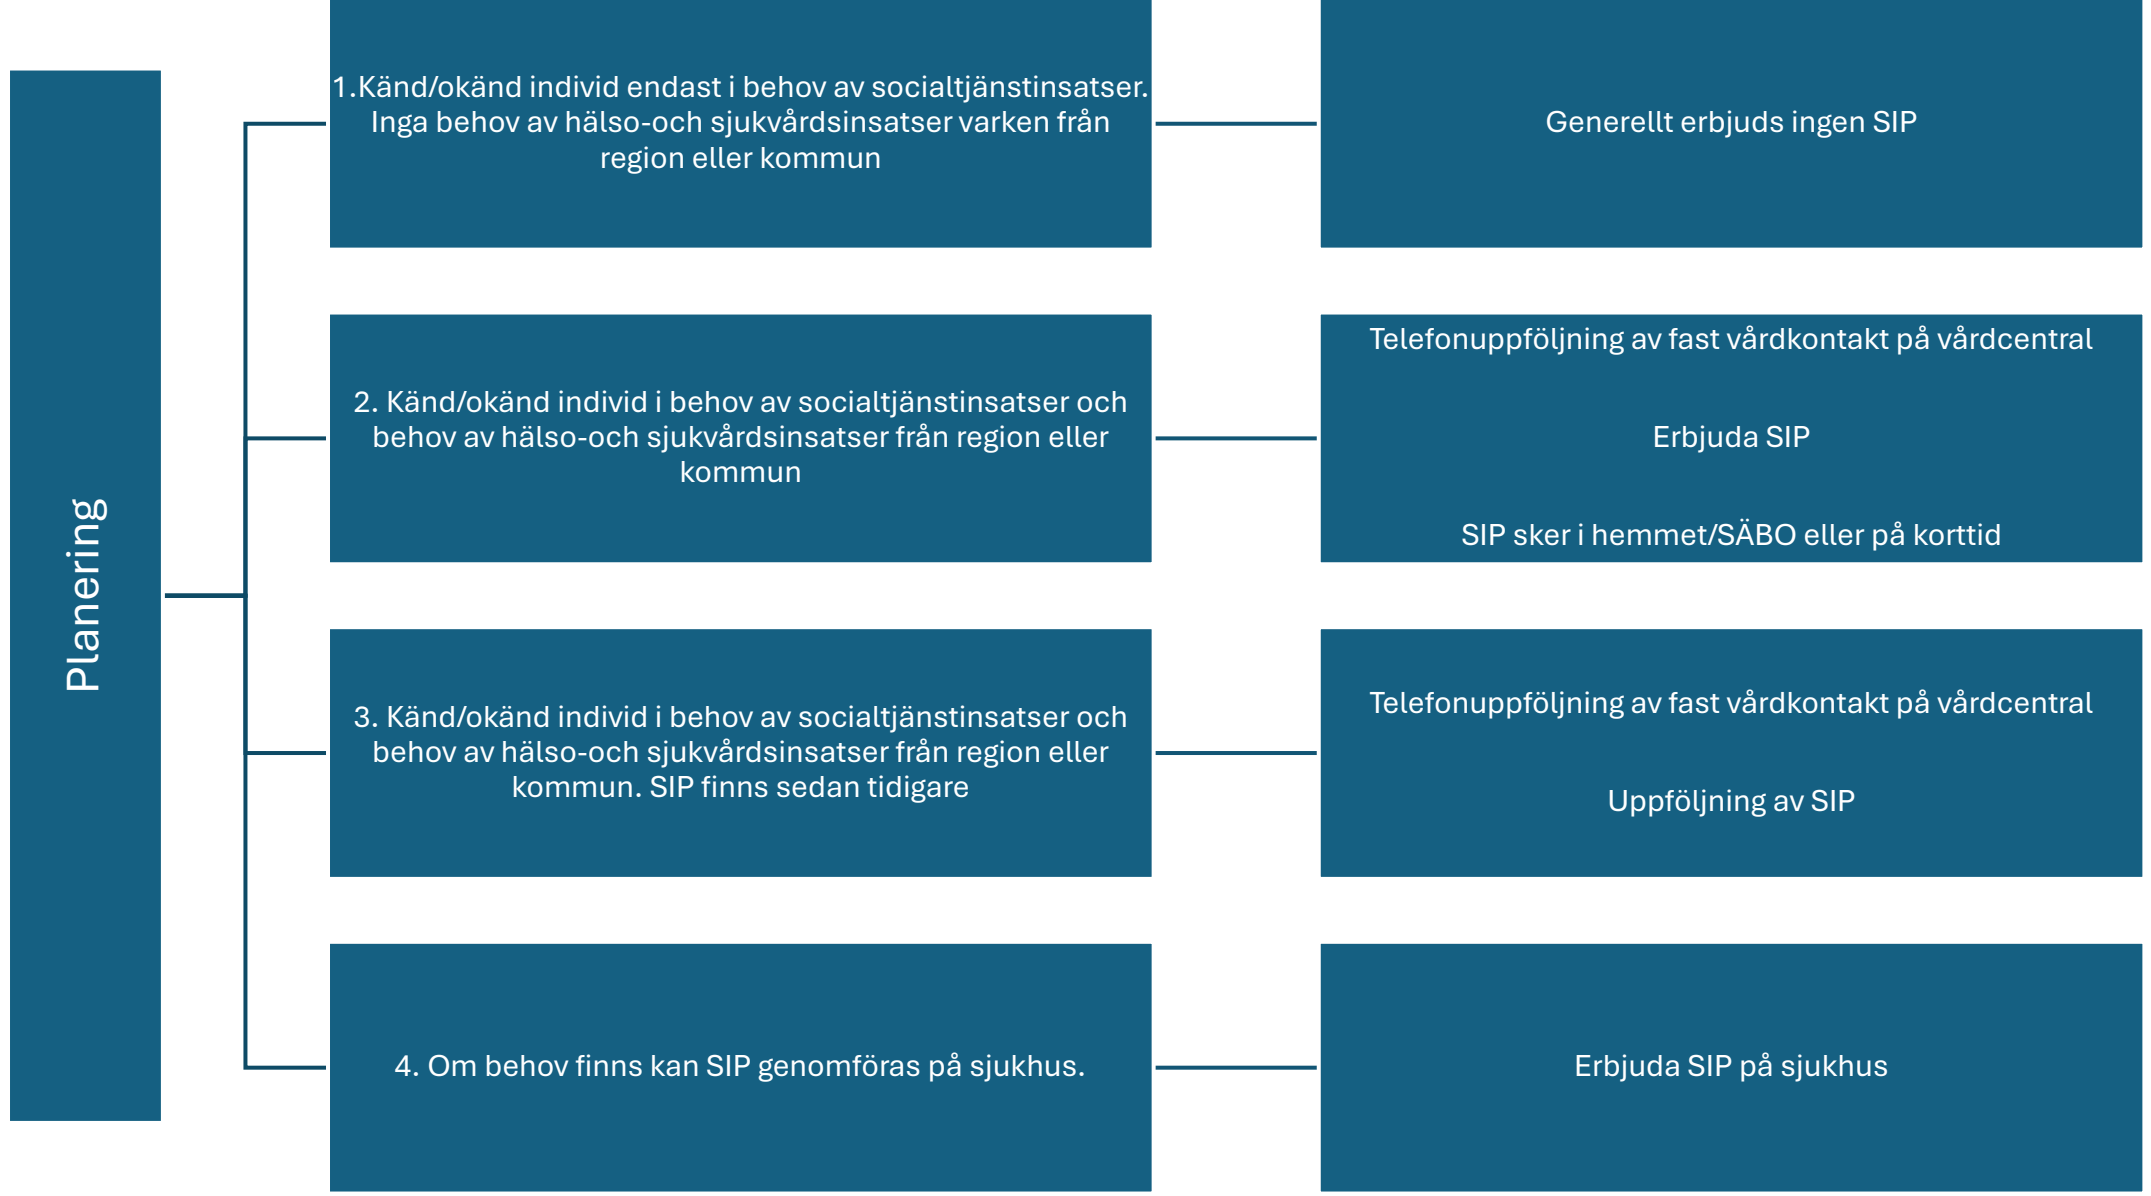 Planering
1.Känd/okänd individ endast i behov av socialtjänstinsatser.
Inga behov av hälso-och sjukvårdsinsatser varken från
region eller kommun
Generellt erbjuds ingen SIP
2. Känd/okänd individ i behov av socialtjänstinsatser och
behov av hälso-och sjukvårdsinsatser från region eller
kommun
Telefonuppföljning av fast vårdkontakt på vårdcentral
Erbjuda SIP
SIP sker i hemmet/SÄBO eller på korttid
3. Känd/okänd individ i behov av socialtjänstinsatser och
behov av hälso-och sjukvårdsinsatser från region eller
kommun. SIP finns sedan tidigare
Telefonuppföljning av fast vårdkontakt på vårdcentral
Uppföljning av SIP
4. Om behov finns kan SIP genomföras på sjukhus.
Erbjuda SIP på sjukhus